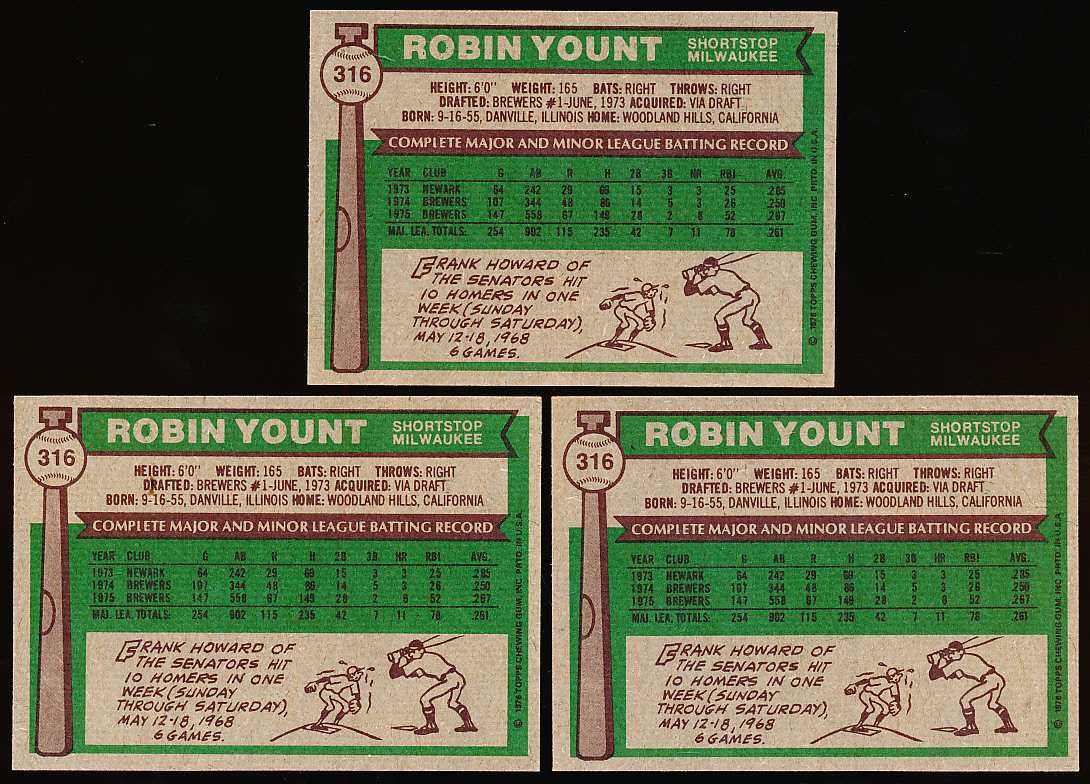 316
ROBIN YOUNT
SHORTSTOP
MILWAUKEE
HEIGHT: 6'0" WEIGHT: 165 BATS: RIGHT THROWS: RIGHT
DRAFTED: BREWERS #1-JUNE, 1973 ACQUIRED: VIA DRAFT
BORN: 9-16-55, DANVILLE, ILLINOIS HOME: WOODLAND HILLS, CALIFORNIA
COMPLETE MAJOR AND MINOR LEAGUE BATTING RECORD
YEAR CLUB G AB R H 2B 3B HR RBI AVG.
1973 NEWARK 64 242 29 69 15 3 3 25 .285
1974 BREWERS 107 344 48 86 14 5 3 26 .250
1975 BREWERS 147 558 67 149 28 2 8 52 .267
MAJ. LEA. TOTALS: 254 902 115 235 42 7 11 78 .261
FRANK HOWARD OF
THE SENATORS HIT
10 HOMERS IN ONE
WEEK (SUNDAY
THROUGH SATURDAY),
MAY 12-18, 1968
6 GAMES.
© 1976 TOPPS CHEWING GUM, INC. PRTD. IN U.S.A.
316
ROBIN YOUNT
SHORTSTOP
MILWAUKEE
HEIGHT: 6'0" WEIGHT: 165 BATS: RIGHT THROWS: RIGHT
DRAFTED: BREWERS #1-JUNE, 1973 ACQUIRED: VIA DRAFT
BORN: 9-16-55, DANVILLE, ILLINOIS HOME: WOODLAND HILLS, CALIFORNIA
COMPLETE MAJOR AND MINOR LEAGUE BATTING RECORD
YEAR CLUB G AB R H 2B 3B HR RBI AVG.
1973 NEWARK 64 242 29 69 15 3 3 25 .285
1974 BREWERS 107 344 48 86 14 5 3 26 .250
1975 BREWERS 147 558 67 149 28 2 8 52 .267
MAJ. LEA. TOTALS: 254 902 115 235 42 7 11 78 .261
FRANK HOWARD OF
THE SENATORS HIT
10 HOMERS IN ONE
WEEK (SUNDAY
THROUGH SATURDAY),
MAY 12-18, 1968
6 GAMES.
© 1976 TOPPS CHEWING GUM, INC. PRTD. IN U.S.A.
316
ROBIN YOUNT
SHORTSTOP
MILWAUKEE
HEIGHT: 6'0" WEIGHT: 165 BATS: RIGHT THROWS: RIGHT
DRAFTED: BREWERS #1-JUNE, 1973 ACQUIRED: VIA DRAFT
BORN: 9-16-55, DANVILLE, ILLINOIS HOME: WOODLAND HILLS, CALIFORNIA
COMPLETE MAJOR AND MINOR LEAGUE BATTING RECORD
YEAR CLUB G AB R H 2B 3B HR RBI AVG.
1973 NEWARK 64 242 29 69 15 3 3 25 .285
1974 BREWERS 107 344 48 86 14 5 3 26 .250
1975 BREWERS 147 558 67 149 28 2 8 52 .267
MAJ. LEA. TOTALS: 254 902 115 235 42 7 11 78 .261
FRANK HOWARD OF
THE SENATORS HIT
10 HOMERS IN ONE
WEEK (SUNDAY
THROUGH SATURDAY),
MAY 12-18, 1968
6 GAMES.
© 1976 TOPPS CHEWING GUM, INC. PRTD. IN U.S.A.